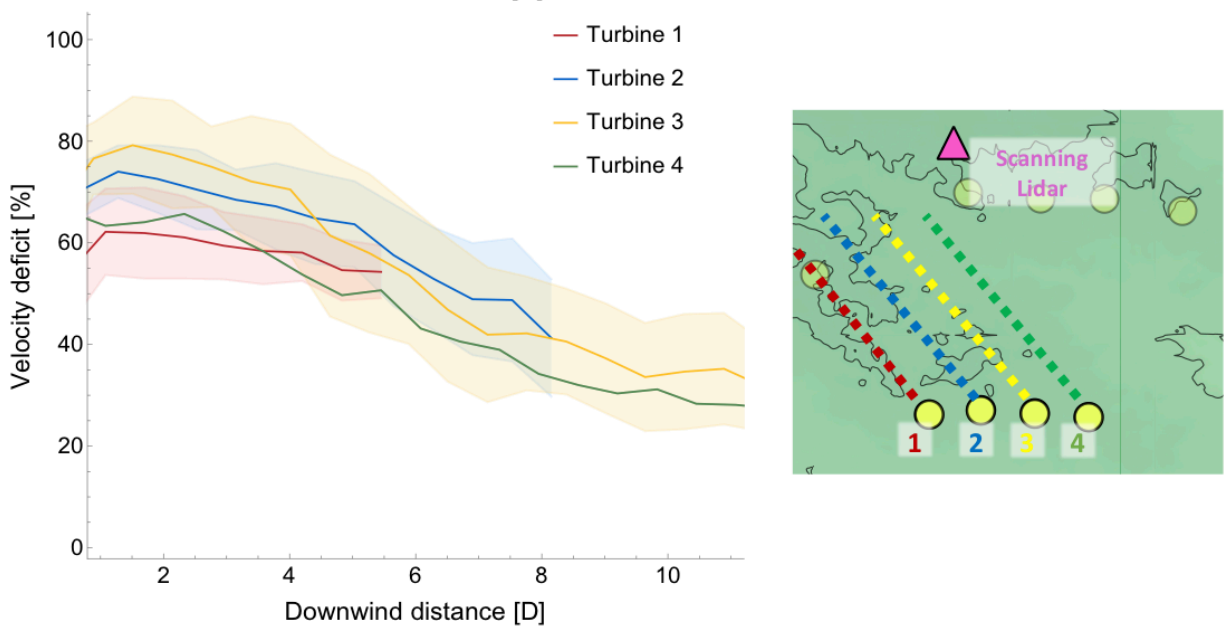 Turbine 1
Turbine 2
Turbine 3
Turbine 4
100
80
60
40
20
0
Velocity deficit [%]
2 4 6 8 10
Downwind distance [D]
Scanning
Lidar
1 2 3 4